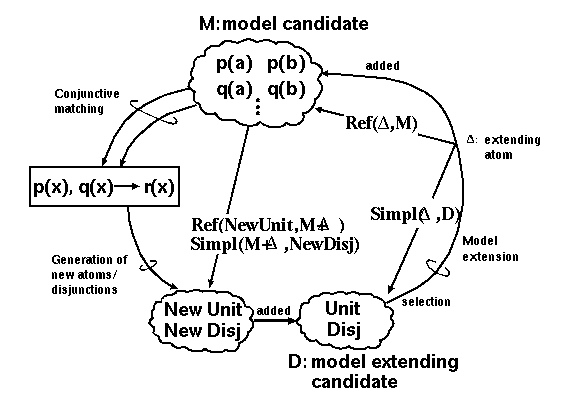 M: model candidate
p(a) p(b)
q(a) q(b)
added
Conjunctive
matching
Ref(Δ,M)
Δ: extending
atom
p(x), q(x) → r(x)
Simpl(Δ,D)
Ref(NewUnit,M+Δ)
Simpl(M+Δ,NewDisj)
Model
extension
Generation of
new atoms/
disjunctions
New Unit
New Disj
added
Unit
Disj
selection
D: model extending
candidate